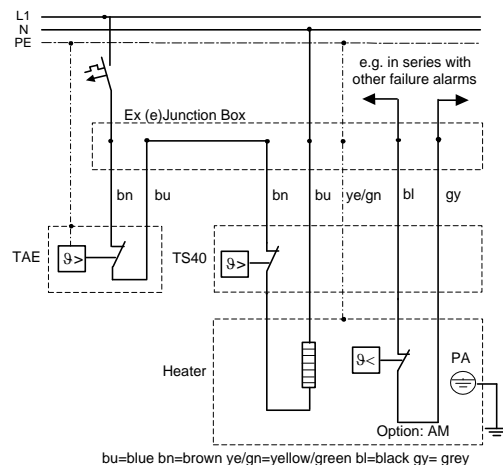 L1
N
PE
e.g. in series with
other failure alarms
Ex (e)Junction Box
bn bu bn bu ye/gn bl gy
TAE ϑ> TS40 ϑ>
Heater ϑ< PA
Option: AM
bu=blue bn=brown ye/gn=yellow/green bl=black gy= grey